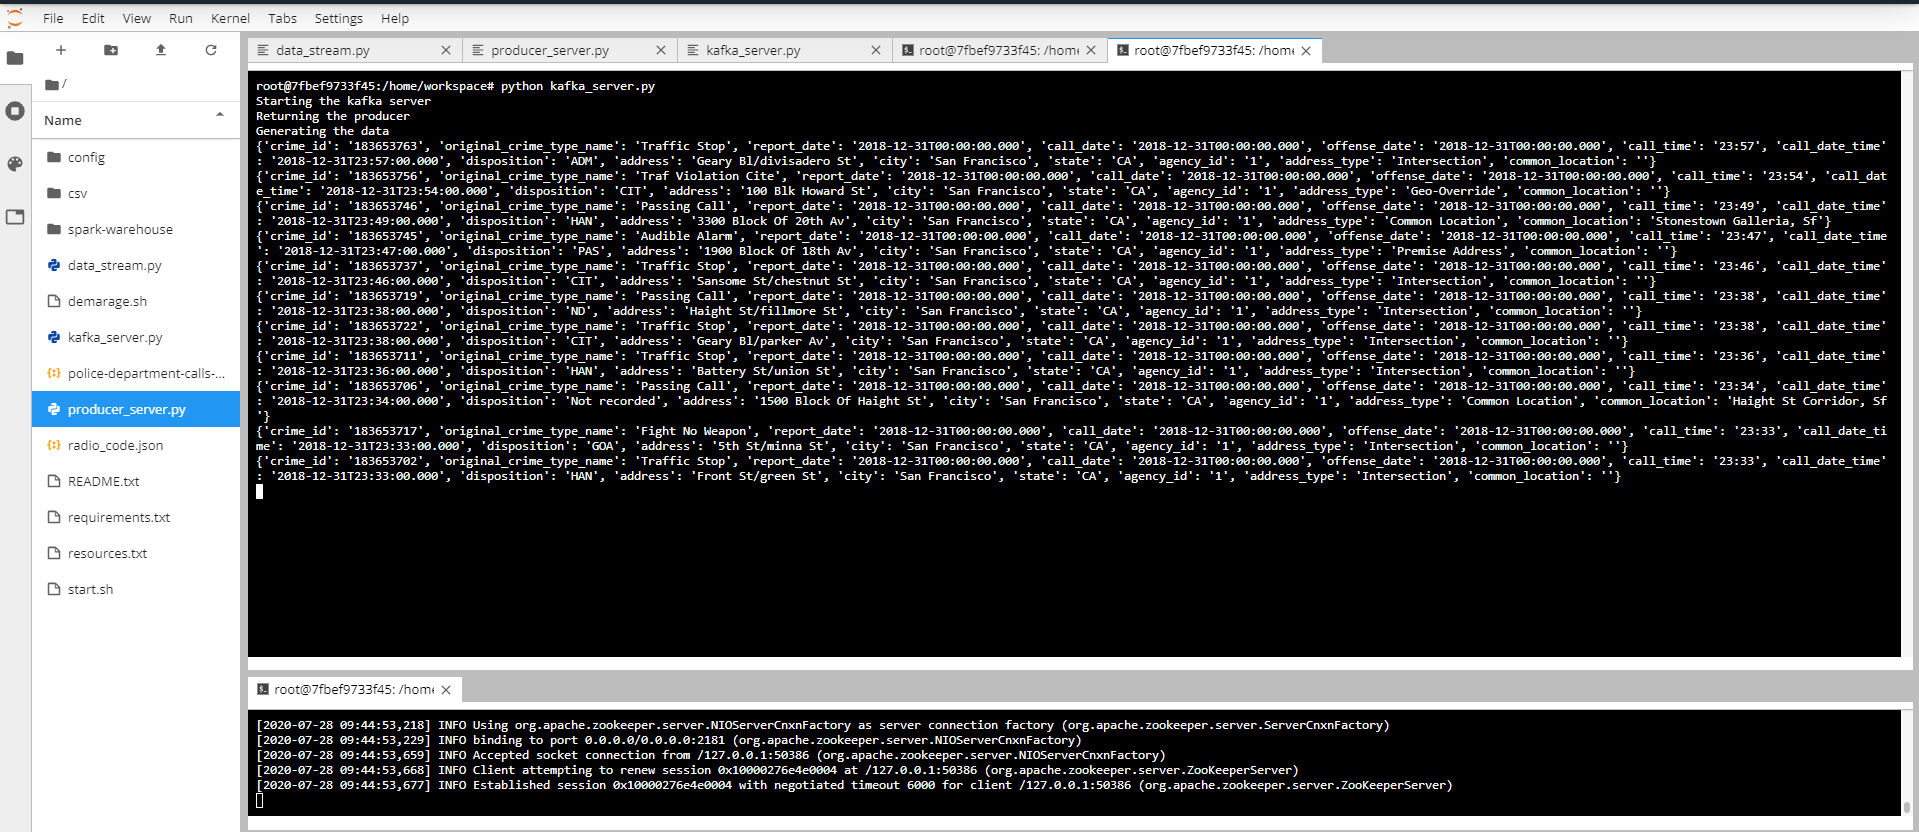 File Edit View Run Kernel Tabs Settings Help
/
Name
config
csv
spark-warehouse
data_stream.py
demarage.sh
kafka_server.py
police-department-calls-...
producer_server.py
radio_code.json
README.txt
requirements.txt
resources.txt
start.sh
data_stream.py producer_server.py kafka_server.py root@7fbef9733f45: /home root@7fbef9733f45: /home
root@7fbef9733f45:/home/workspace# python kafka_server.py
Starting the kafka server
Returning the producer
Generating the data
{'crime_id': '183653763', 'original_crime_type_name': 'Traffic Stop', 'report_date': '2018-12-31T00:00:00.000', 'call_date': '2018-12-31T00:00:00.000', 'offense_date': '2018-12-31T00:00:00.000', 'call_time': '23:57', 'call_date_time'
: '2018-12-31T23:57:00.000', 'disposition': 'ADM', 'address': 'Geary Bl/divisadero St', 'city': 'San Francisco', 'state': 'CA', 'agency_id': '1', 'address_type': 'Intersection', 'common_location': ''}
{'crime_id': '183653756', 'original_crime_type_name': 'Traf Violation Cite', 'report_date': '2018-12-31T00:00:00.000', 'call_date': '2018-12-31T00:00:00.000', 'offense_date': '2018-12-31T00:00:00.000', 'call_time': '23:54', 'call_dat
e_time': '2018-12-31T23:54:00.000', 'disposition': 'CIT', 'address': '100 Blk Howard St', 'city': 'San Francisco', 'state': 'CA', 'agency_id': '1', 'address_type': 'Geo-Override', 'common_location': ''}
{'crime_id': '183653746', 'original_crime_type_name': 'Passing Call', 'report_date': '2018-12-31T00:00:00.000', 'call_date': '2018-12-31T00:00:00.000', 'offense_date': '2018-12-31T00:00:00.000', 'call_time': '23:49', 'call_date_time'
: '2018-12-31T23:49:00.000', 'disposition': 'HAN', 'address': '3300 Block Of 20th Av', 'city': 'San Francisco', 'state': 'CA', 'agency_id': '1', 'address_type': 'Common Location', 'common_location': 'Stonestown Galleria, Sf'}
{'crime_id': '183653745', 'original_crime_type_name': 'Audible Alarm', 'report_date': '2018-12-31T00:00:00.000', 'call_date': '2018-12-31T00:00:00.000', 'offense_date': '2018-12-31T00:00:00.000', 'call_time': '23:47', 'call_date_time
': '2018-12-31T23:47:00.000', 'disposition': 'PAS', 'address': '1900 Block Of 18th Av', 'city': 'San Francisco', 'state': 'CA', 'agency_id': '1', 'address_type': 'Premise Address', 'common_location': ''}
{'crime_id': '183653737', 'original_crime_type_name': 'Traffic Stop', 'report_date': '2018-12-31T00:00:00.000', 'call_date': '2018-12-31T00:00:00.000', 'offense_date': '2018-12-31T00:00:00.000', 'call_time': '23:46', 'call_date_time'
: '2018-12-31T23:46:00.000', 'disposition': 'CIT', 'address': 'Sansome St/chestnut St', 'city': 'San Francisco', 'state': 'CA', 'agency_id': '1', 'address_type': 'Intersection', 'common_location': ''}
{'crime_id': '183653719', 'original_crime_type_name': 'Passing Call', 'report_date': '2018-12-31T00:00:00.000', 'call_date': '2018-12-31T00:00:00.000', 'offense_date': '2018-12-31T00:00:00.000', 'call_time': '23:38', 'call_date_time'
: '2018-12-31T23:38:00.000', 'disposition': 'ND', 'address': 'Haight St/fillmore St', 'city': 'San Francisco', 'state': 'CA', 'agency_id': '1', 'address_type': 'Intersection', 'common_location': ''}
{'crime_id': '183653722', 'original_crime_type_name': 'Traffic Stop', 'report_date': '2018-12-31T00:00:00.000', 'call_date': '2018-12-31T00:00:00.000', 'offense_date': '2018-12-31T00:00:00.000', 'call_time': '23:38', 'call_date_time'
: '2018-12-31T23:38:00.000', 'disposition': 'CIT', 'address': 'Geary Bl/parker Av', 'city': 'San Francisco', 'state': 'CA', 'agency_id': '1', 'address_type': 'Intersection', 'common_location': ''}
{'crime_id': '183653711', 'original_crime_type_name': 'Traffic Stop', 'report_date': '2018-12-31T00:00:00.000', 'call_date': '2018-12-31T00:00:00.000', 'offense_date': '2018-12-31T00:00:00.000', 'call_time': '23:36', 'call_date_time'
: '2018-12-31T23:36:00.000', 'disposition': 'HAN', 'address': 'Battery St/union St', 'city': 'San Francisco', 'state': 'CA', 'agency_id': '1', 'address_type': 'Intersection', 'common_location': ''}
{'crime_id': '183653706', 'original_crime_type_name': 'Passing Call', 'report_date': '2018-12-31T00:00:00.000', 'call_date': '2018-12-31T00:00:00.000', 'offense_date': '2018-12-31T00:00:00.000', 'call_time': '23:34', 'call_date_time'
: '2018-12-31T23:34:00.000', 'disposition': 'Not recorded', 'address': '1500 Block Of Haight St', 'city': 'San Francisco', 'state': 'CA', 'agency_id': '1', 'address_type': 'Common Location', 'common_location': 'Haight St Corridor, Sf
'}
{'crime_id': '183653717', 'original_crime_type_name': 'Fight No Weapon', 'report_date': '2018-12-31T00:00:00.000', 'call_date': '2018-12-31T00:00:00.000', 'offense_date': '2018-12-31T00:00:00.000', 'call_time': '23:33', 'call_date_ti
me': '2018-12-31T23:33:00.000', 'disposition': 'GOA', 'address': '5th St/minna St', 'city': 'San Francisco', 'state': 'CA', 'agency_id': '1', 'address_type': 'Intersection', 'common_location': ''}
{'crime_id': '183653702', 'original_crime_type_name': 'Traffic Stop', 'report_date': '2018-12-31T00:00:00.000', 'call_date': '2018-12-31T00:00:00.000', 'offense_date': '2018-12-31T00:00:00.000', 'call_time': '23:33', 'call_date_time'
: '2018-12-31T23:33:00.000', 'disposition': 'HAN', 'address': 'Front St/green St', 'city': 'San Francisco', 'state': 'CA', 'agency_id': '1', 'address_type': 'Intersection', 'common_location': ''}
root@7fbef9733f45: /home
[2020-07-28 09:44:53,218] INFO Using org.apache.zookeeper.server.NIOServerCnxnFactory as server connection factory (org.apache.zookeeper.server.ServerCnxnFactory)
[2020-07-28 09:44:53,229] INFO binding to port 0.0.0.0/0.0.0.0:2181 (org.apache.zookeeper.server.NIOServerCnxnFactory)
[2020-07-28 09:44:53,659] INFO Accepted socket connection from /127.0.0.1:50386 (org.apache.zookeeper.server.NIOServerCnxnFactory)
[2020-07-28 09:44:53,668] INFO Client attempting to renew session 0x10000276e4e0004 at /127.0.0.1:50386 (org.apache.zookeeper.server.ZooKeeperServer)
[2020-07-28 09:44:53,677] INFO Established session 0x10000276e4e0004 with negotiated timeout 6000 for client /127.0.0.1:50386 (org.apache.zookeeper.server.ZooKeeperServer)